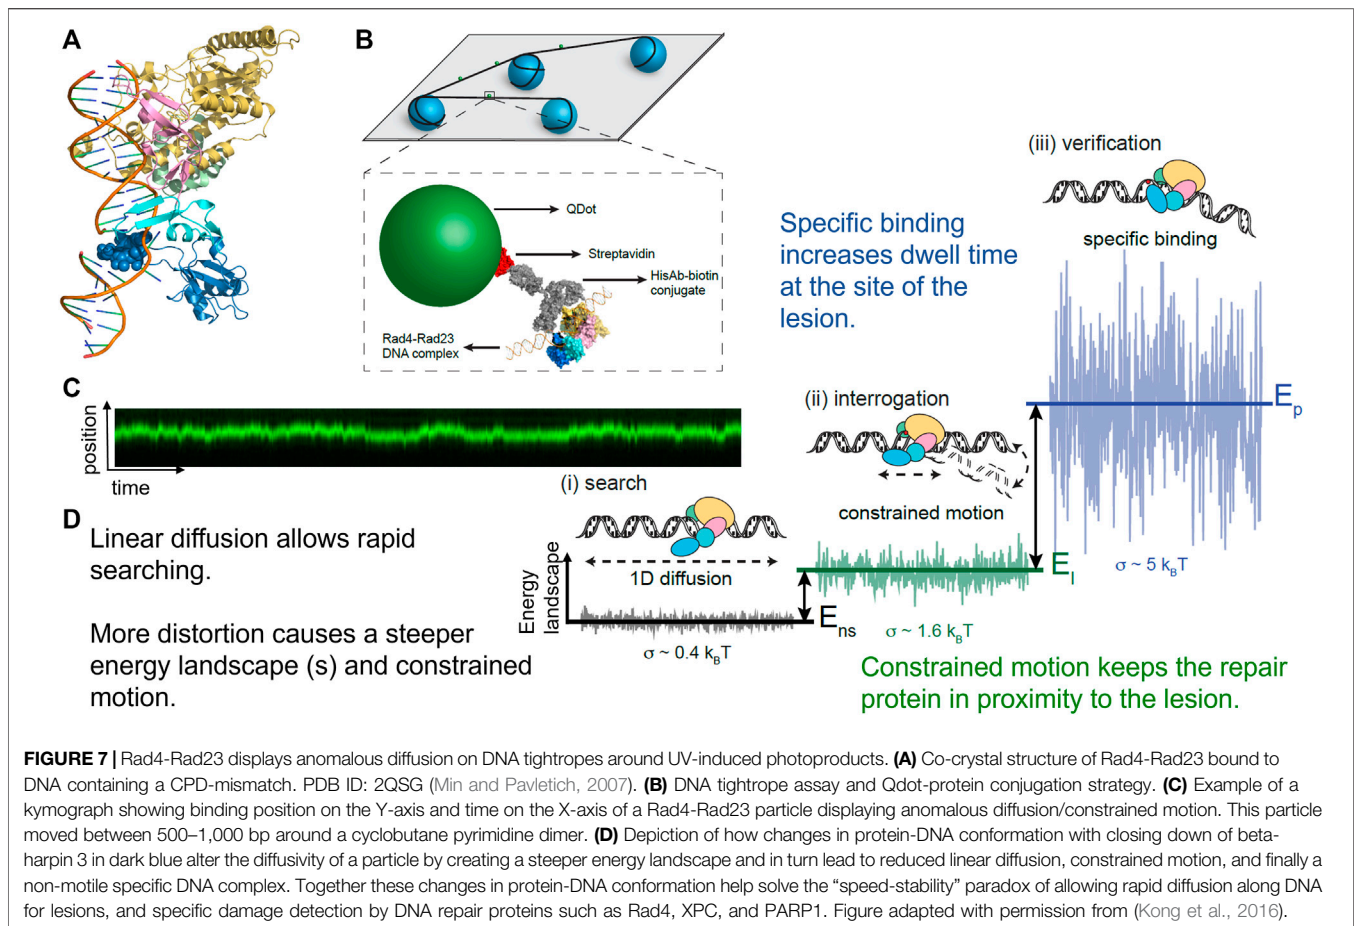 A
B
QDot
Streptavidin
HisAb-biotin
conjugate
Rad4-Rad23
DNA complex
C
position
time
D
Linear diffusion allows rapid
searching.
More distortion causes a steeper
energy landscape (s) and constrained
motion.
(i) search
1D diffusion
Energy
landscape
E_ns
σ ~ 0.4 k_BT
(ii) interrogation
constrained motion
E_I
σ ~ 1.6 k_BT
Constrained motion keeps the repair
protein in proximity to the lesion.
(iii) verification
specific binding
Specific binding
increases dwell time
at the site of the
lesion.
E_p
σ ~ 5 k_BT
FIGURE 7 | Rad4-Rad23 displays anomalous diffusion on DNA tightropes around UV-induced photoproducts. (A) Co-crystal structure of Rad4-Rad23 bound to
DNA containing a CPD-mismatch. PDB ID: 2QSG (Min and Pavletich, 2007). (B) DNA tightrope assay and Qdot-protein conjugation strategy. (C) Example of a
kymograph showing binding position on the Y-axis and time on the X-axis of a Rad4-Rad23 particle displaying anomalous diffusion/constrained motion. This particle
moved between 500–1,000 bp around a cyclobutane pyrimidine dimer. (D) Depiction of how changes in protein-DNA conformation with closing down of beta-
harpin 3 in dark blue alter the diffusivity of a particle by creating a steeper energy landscape and in turn lead to reduced linear diffusion, constrained motion, and finally a
non-motile specific DNA complex. Together these changes in protein-DNA conformation help solve the “speed-stability” paradox of allowing rapid diffusion along DNA
for lesions, and specific damage detection by DNA repair proteins such as Rad4, XPC, and PARP1. Figure adapted with permission from (Kong et al., 2016).